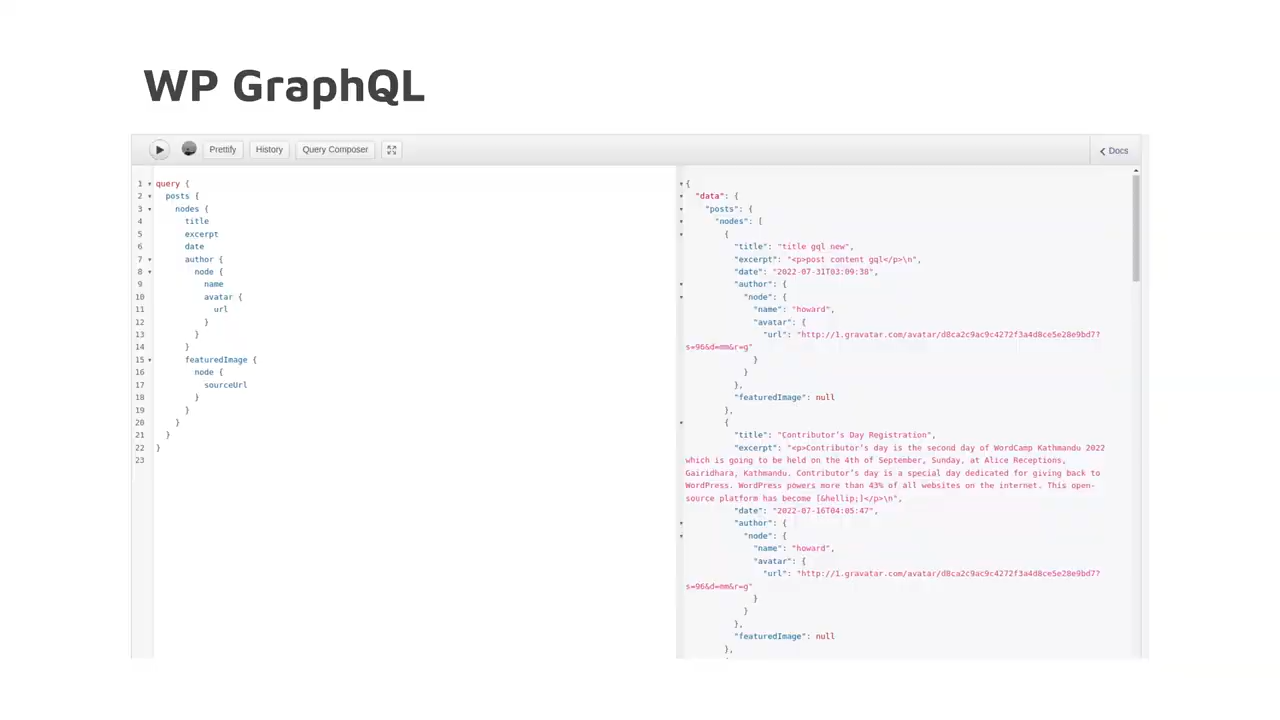 WP GraphQL
Prettify History Query Composer Docs
1 query {
2 posts {
3 nodes {
4 title
5 excerpt
6 date
7 author {
8 node {
9 name
10 avatar {
11 url
12 }
13 }
14 }
15 featuredImage {
16 node {
17 sourceUrl
18 }
19 }
20 }
21 }
22 }
23
{
"data": {
"posts": {
"nodes": [
{
"title": "title gql new",
"excerpt": "<p>post content gql</p>\n",
"date": "2022-07-31T03:09:38",
"author": {
"node": {
"name": "howard",
"avatar": {
"url": "http://1.gravatar.com/avatar/d8ca2c9ac9c4272f3a4d8ce5e28e9bd7?
s=96&d=mm&r=g"
}
}
},
"featuredImage": null
},
{
"title": "Contributor’s Day Registration",
"excerpt": "<p>Contributor’s day is the second day of WordCamp Kathmandu 2022
which is going to be held on the 4th of September, Sunday, at Alice Receptions,
Gairidhara, Kathmandu. Contributor’s day is a special day dedicated for giving back to
WordPress. WordPress powers more than 43% of all websites on the internet. This open-
source platform has become [&hellip;]</p>\n",
"date": "2022-07-16T04:05:47",
"author": {
"node": {
"name": "howard",
"avatar": {
"url": "http://1.gravatar.com/avatar/d8ca2c9ac9c4272f3a4d8ce5e28e9bd7?
s=96&d=mm&r=g"
}
}
},
"featuredImage": null
},